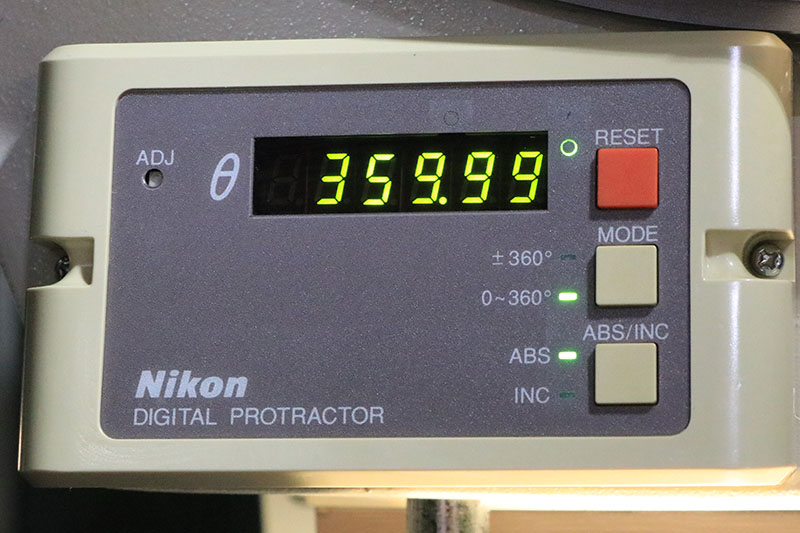 ADJ
θ
359.99
RESET
MODE
± 360°
0~360°
ABS/INC
ABS
INC
Nikon
DIGITAL PROTRACTOR